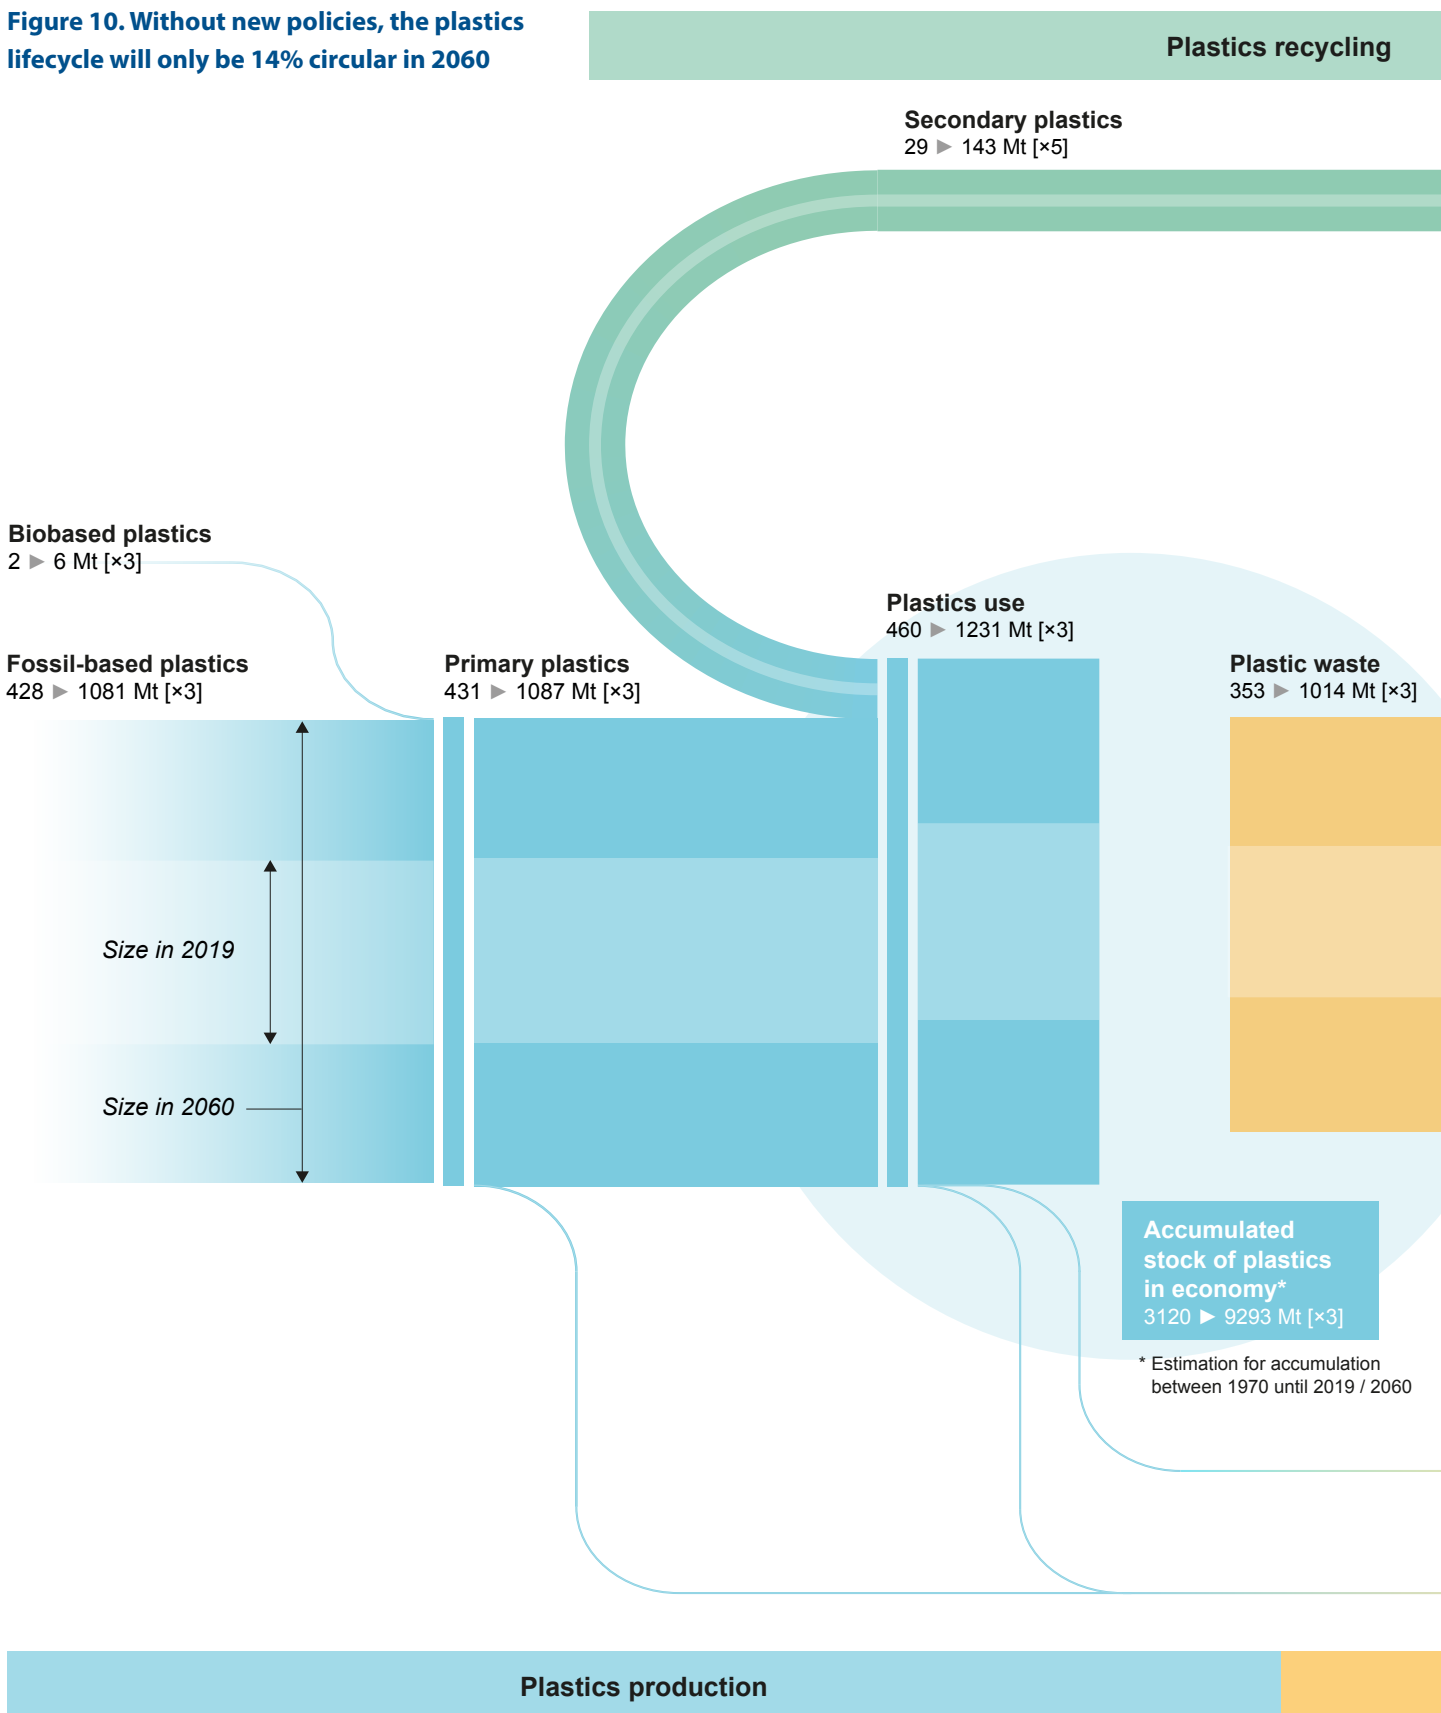 Figure 10. Without new policies, the plastics
lifecycle will only be 14% circular in 2060
Plastics recycling
Secondary plastics
29 ► 143 Mt [×5]
Biobased plastics
2 ► 6 Mt [×3]
Plastics use
460 ► 1231 Mt [×3]
Fossil-based plastics
428 ► 1081 Mt [×3]
Primary plastics
431 ► 1087 Mt [×3]
Plastic waste
353 ► 1014 Mt [×3]
Size in 2019
Size in 2060
Accumulated
stock of plastics
in economy*
3120 ► 9293 Mt [×3]
* Estimation for accumulation
between 1970 until 2019 / 2060
Plastics production